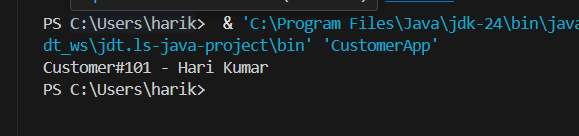 PS C:\Users\harik>  & 'C:\Program Files\Java\jdk-24\bin\java
dt_ws\jdt.ls-java-project\bin' 'CustomerApp'
Customer#101 - Hari Kumar
PS C:\Users\harik>